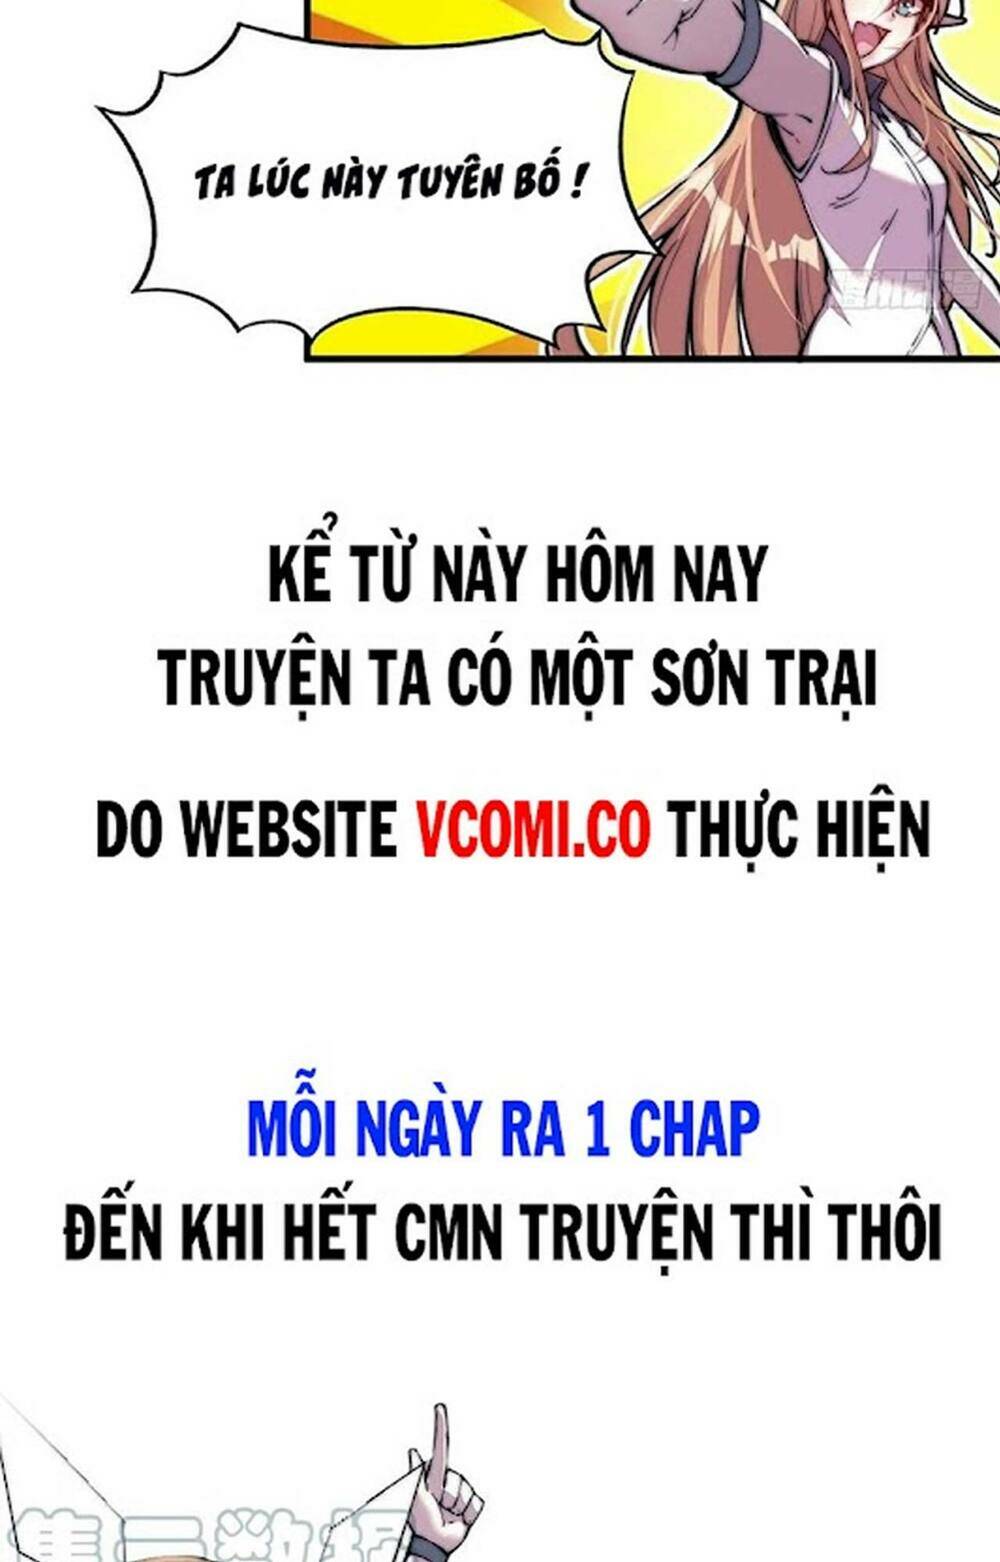 TA LÚC NÀY TUYÊN BỐ !
KỂ TỪ NÀY HÔM NAY
TRUYỆN TA CÓ MỘT SƠN TRẠI
DO WEBSITE VCOMI.CO THỰC HIỆN
MỖI NGÀY RA 1 CHAP
ĐẾN KHI HẾT CMN TRUYỆN THÌ THÔI